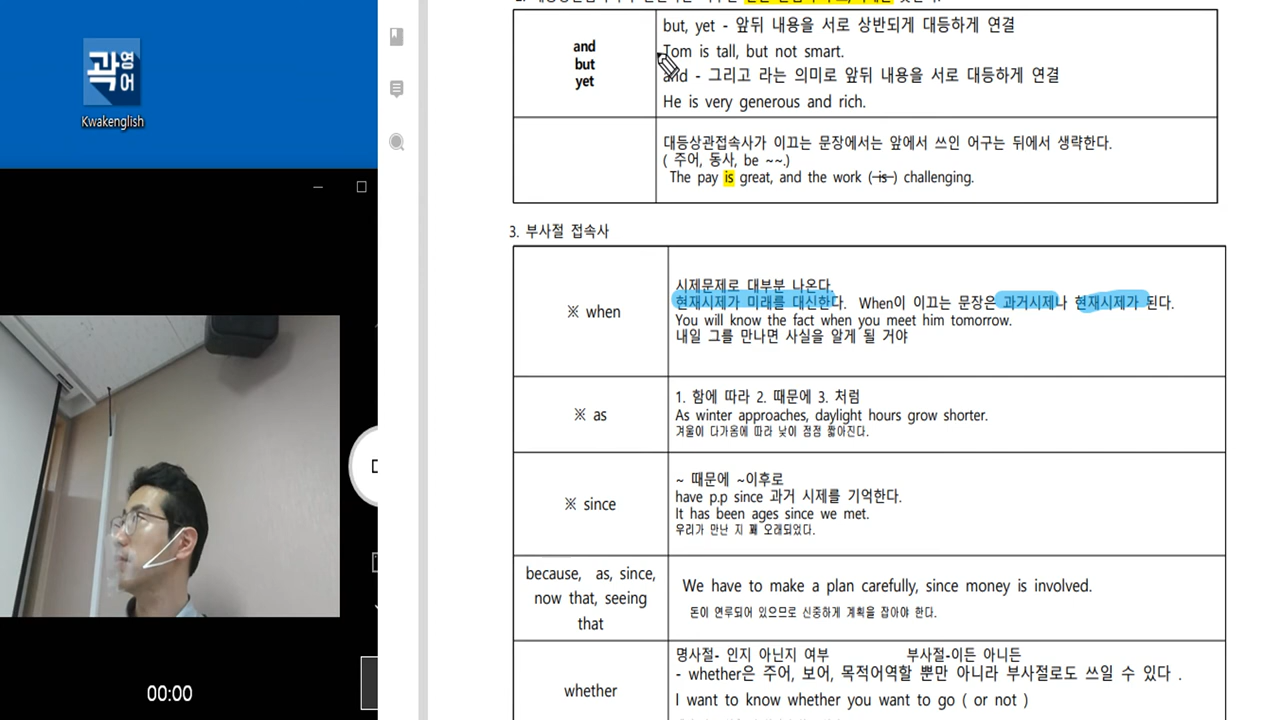 곽영어
Kwakenglish
00:00
and
but
yet
but, yet - 앞뒤 내용을 서로 상반되게 대등하게 연결
Tom is tall, but not smart.
and - 그리고 라는 의미로 앞뒤 내용을 서로 대등하게 연결
He is very generous and rich.
대등상관접속사가 이끄는 문장에서는 앞에서 쓰인 어구는 뒤에서 생략한다.
( 주어, 동사, be ~~.)
The pay is great, and the work ( is ) challenging.
3. 부사절 접속사
※ when
시제문제로 대부분 나온다.
현재시제가 미래를 대신한다. When이 이끄는 문장은 과거시제나 현재시제가 된다.
You will know the fact when you meet him tomorrow.
내일 그를 만나면 사실을 알게 될 거야
※ as
1. 함에 따라 2. 때문에 3. 처럼
As winter approaches, daylight hours grow shorter.
겨울이 다가옴에 따라 낮이 점점 짧아진다.
※ since
~ 때문에 ~이후로
have p.p since 과거 시제를 기억한다.
It has been ages since we met.
우리가 만난 지 꽤 오래되었다.
because, as, since,
now that, seeing
that
We have to make a plan carefully, since money is involved.
돈이 연루되어 있으므로 신중하게 계획을 잡아야 한다.
whether
명사절- 인지 아닌지 여부 부사절-이든 아니든
- whether은 주어, 보어, 목적어역할 뿐만 아니라 부사절로도 쓰일 수 있다 .
I want to know whether you want to go ( or not )